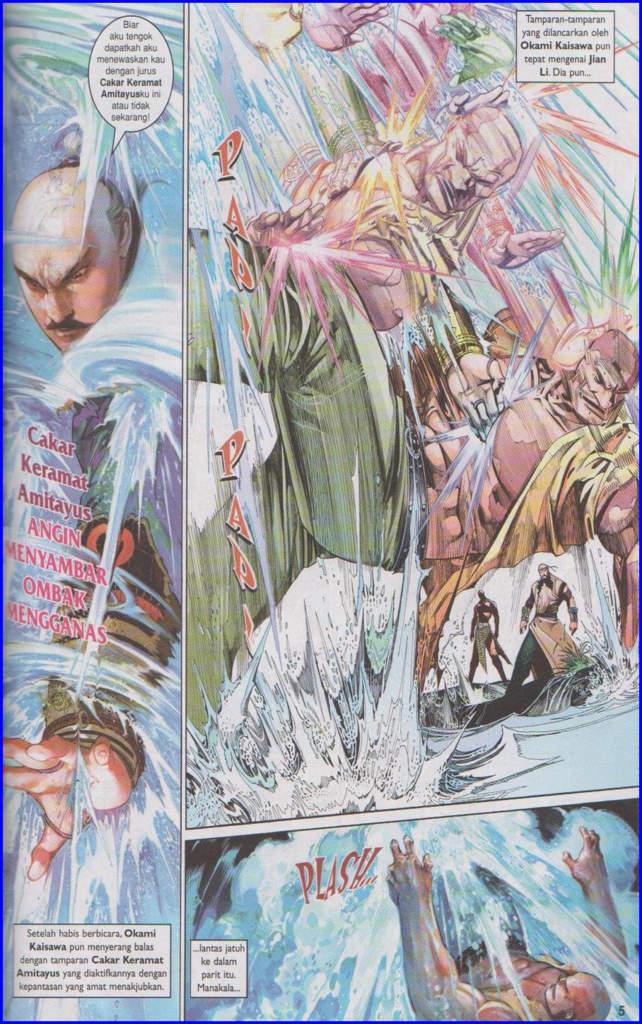 Biar
aku tengok
dapatkah aku
menewaskan kau
dengan jurus
Cakar Keramat
Amitayusku ini
atau tidak
sekarang!
Cakar
Keramat
Amitayus
ANGIN
MENYAMBAR
OMBAK
MENGGANAS
Setelah habis berbicara, Okami
Kaisawa pun menyerang balas
dengan tamparan Cakar Keramat
Amitayus yang diaktifkannya dengan
kepantasan yang amat menakjubkan.
Tamparan-tamparan
yang dilancarkan oleh
Okami Kaisawa pun
tepat mengenai Jian
Li. Dia pun...
PAP!
PAP!
PLASH!!
...lantas jatuh
ke dalam
parit itu.
Manakala...
5